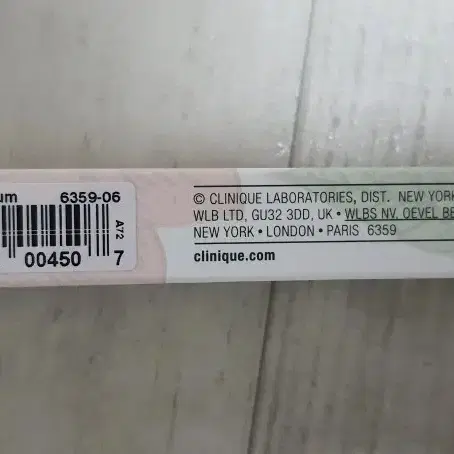 um 6359-06
A72
00450 7
© CLINIQUE LABORATORIES, DIST. NEW YORK
WLB LTD, GU32 3DD, UK • WLBS NV, OEVEL BE
NEW YORK • LONDON • PARIS 6359
clinique.com